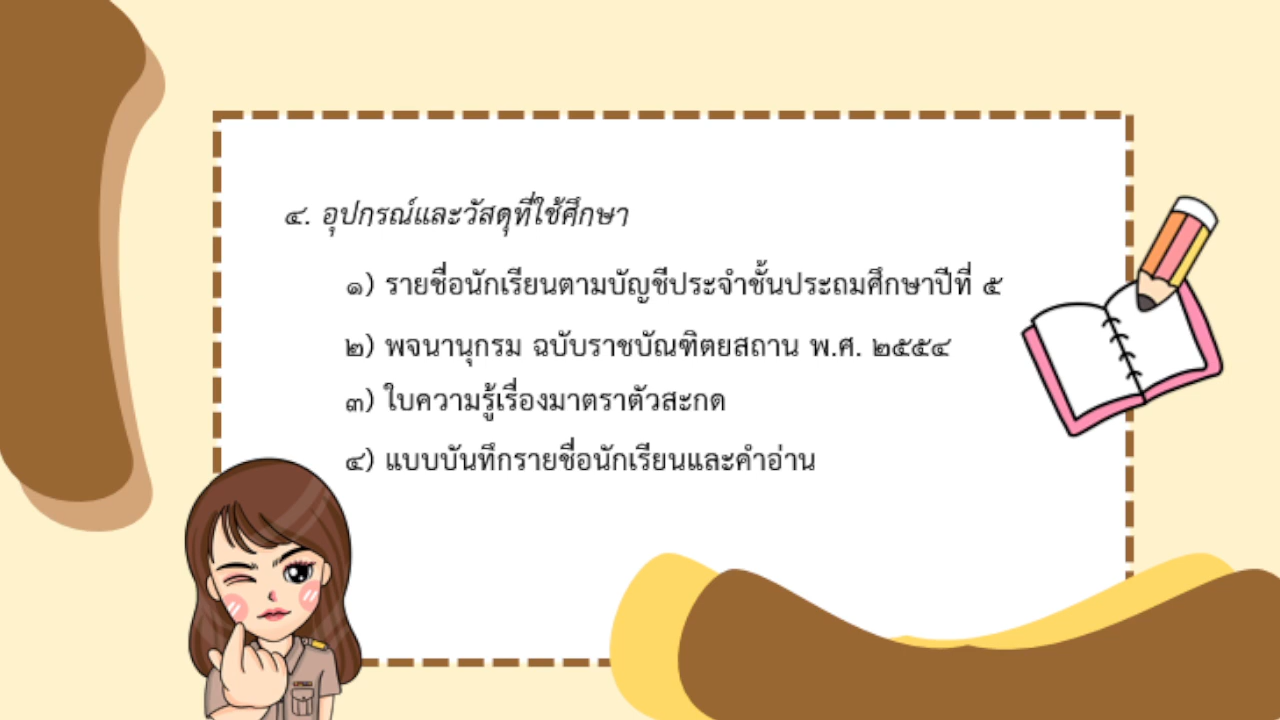 ๔. อุปกรณ์และวัสดุที่ใช้ศึกษา
๑) รายชื่อนักเรียนตามบัญชีประจำชั้นประถมศึกษาปีที่ ๕
๒) พจนานุกรม ฉบับราชบัณฑิตยสถาน พ.ศ. ๒๕๕๔
๓) ใบความรู้เรื่องมาตราตัวสะกด
๔) แบบบันทึกรายชื่อนักเรียนและคำอ่าน